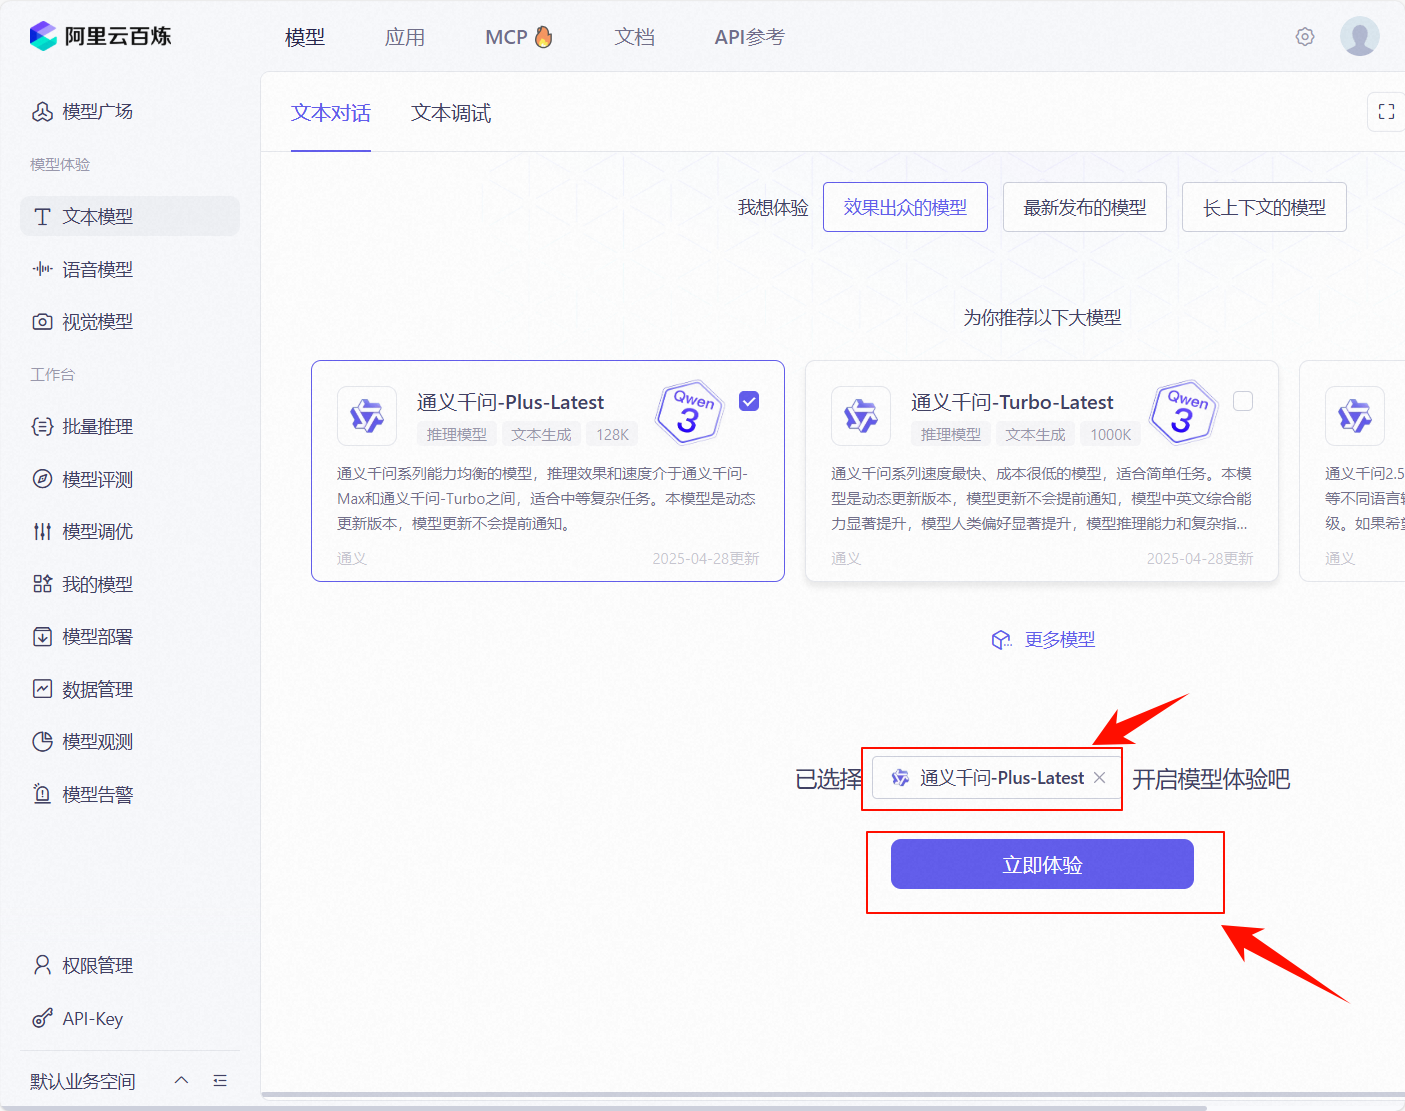 阿里云百炼
模型
应用
MCP
文档
API参考
模型广场
模型体验
文本模型
语音模型
视觉模型
工作台
批量推理
模型评测
模型调优
我的模型
模型部署
数据管理
模型观测
模型告警
权限管理
API-Key
默认业务空间
文本对话
文本调试
我想体验
效果出众的模型
最新发布的模型
长上下文的模型
为你推荐以下大模型
通义千问-Plus-Latest
Qwen
3
推理模型
文本生成
128K
通义千问系列能力均衡的模型，推理效果和速度介于通义千问-
Max和通义千问-Turbo之间，适合中等复杂任务。本模型是动态
更新版本，模型更新不会提前通知。
通义
2025-04-28更新
通义千问-Turbo-Latest
Qwen
3
推理模型
文本生成
1000K
通义千问系列速度最快、成本很低的模型，适合简单任务。本模
型是动态更新版本，模型更新不会提前通知，模型中英文综合能
力显著提升，模型人类偏好显著提升，模型推理能力和复杂指...
通义
2025-04-28更新
通义千问2.5
等不同语言
级。如果希
通义
更多模型
已选择
通义千问-Plus-Latest
开启模型体验吧
立即体验